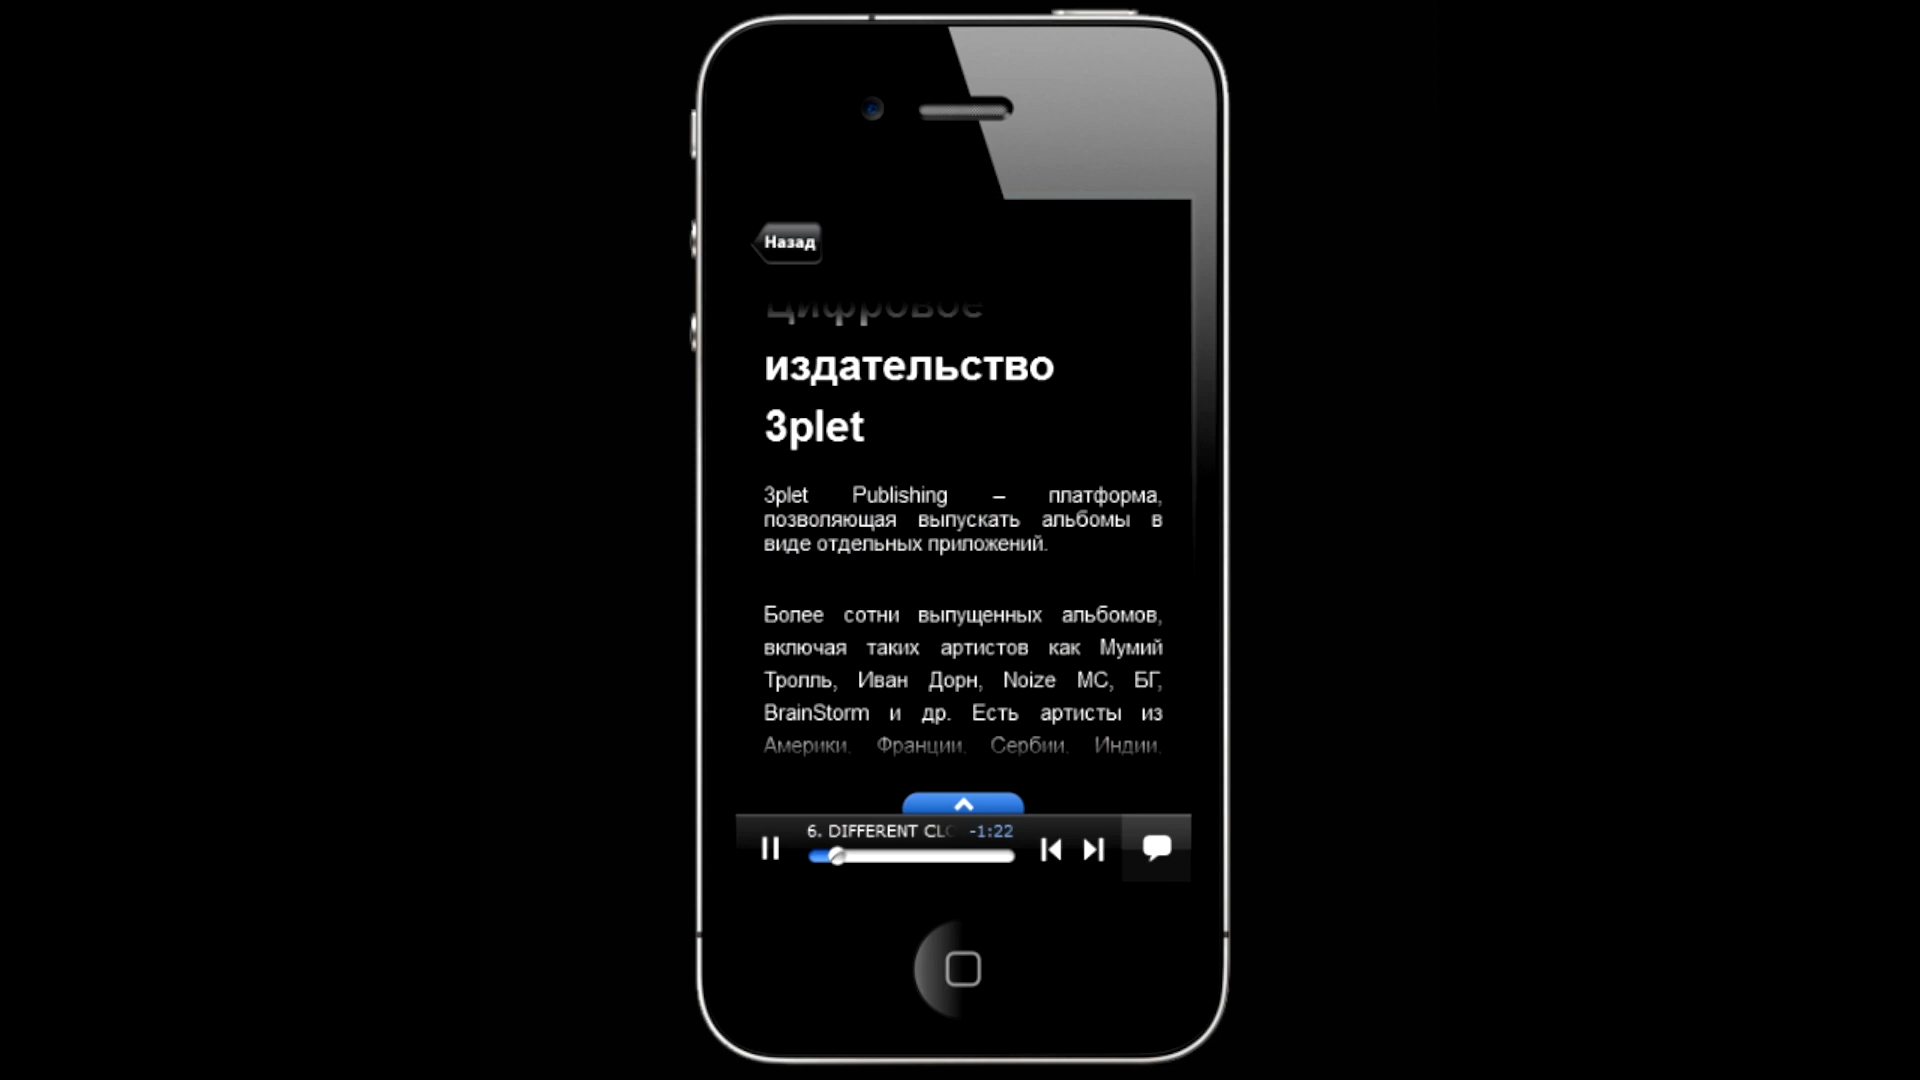 Назад
Цифровое
издательство
3plet
3plet Publishing – платформа,
позволяющая выпускать альбомы в
виде отдельных приложений.
Более сотни выпущенных альбомов,
включая таких артистов как Мумий
Тролль, Иван Дорн, Noize MC, БГ,
BrainStorm и др. Есть артисты из
Америки, Франции, Сербии, Индии,
6. DIFFERENT CLO -1:22